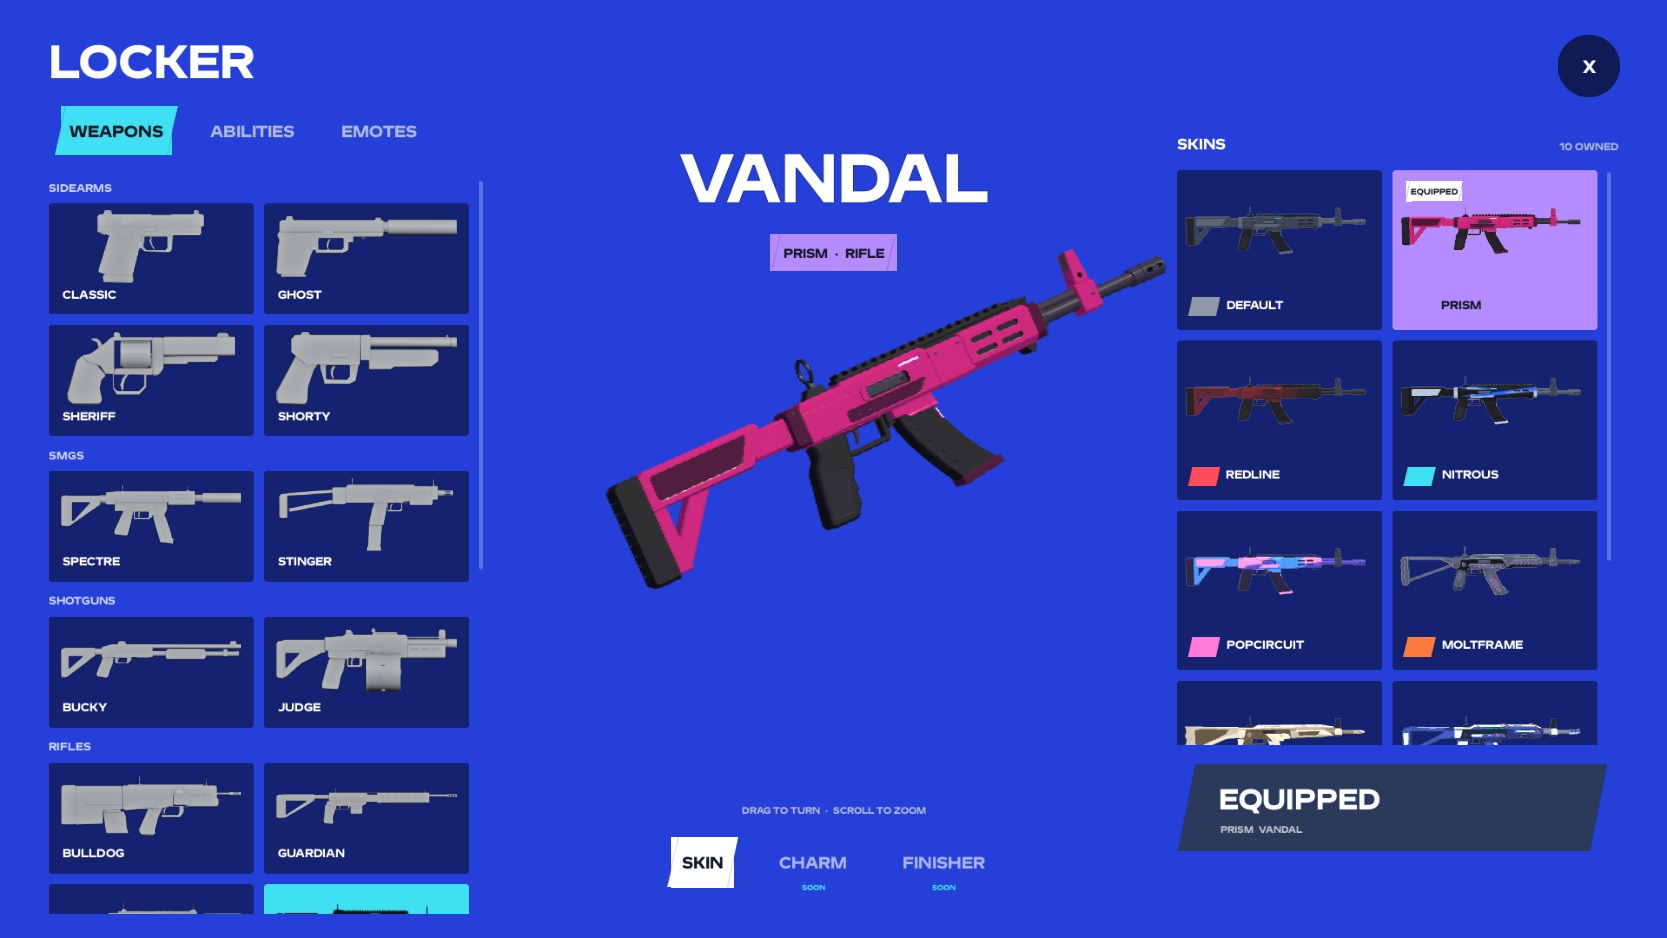 LOCKER
X
WEAPONS
ABILITIES
EMOTES
SIDEARMS
CLASSIC
GHOST
SHERIFF
SHORTY
SMGS
SPECTRE
STINGER
SHOTGUNS
BUCKY
JUDGE
RIFLES
BULLDOG
GUARDIAN
VANDAL
PRISM · RIFLE
DRAG TO TURN · SCROLL TO ZOOM
SKIN
CHARM
FINISHER
SOON
SOON
SKINS
10 OWNED
EQUIPPED
DEFAULT
PRISM
REDLINE
NITROUS
POPCIRCUIT
MOLTFRAME
EQUIPPED
PRISM VANDAL